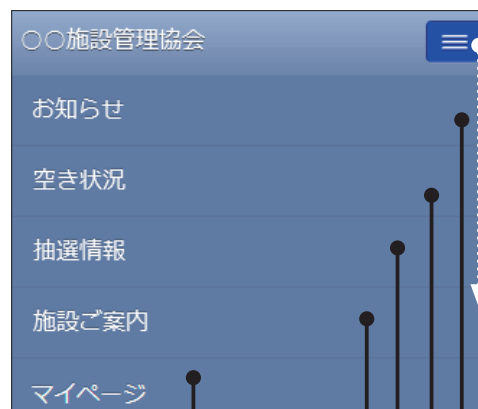 ○○施設管理協会
お知らせ
空き状況
抽選情報
施設ご案内
マイページ